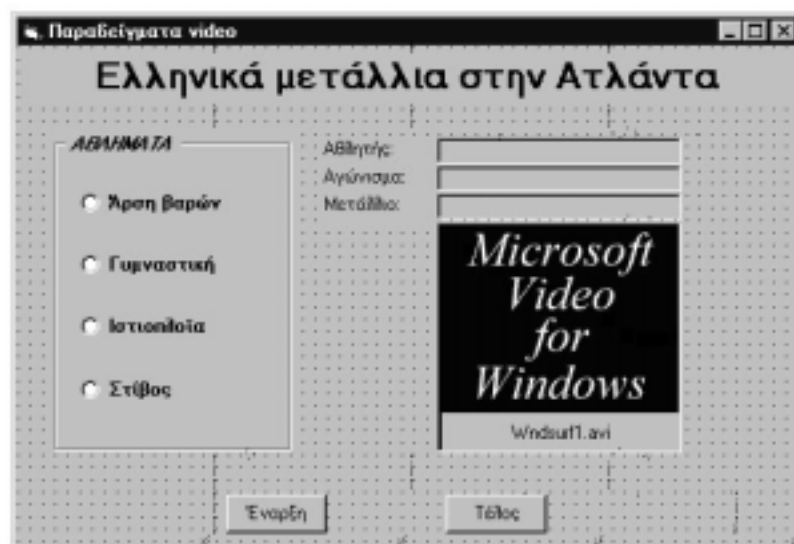 Παραδείγματα video
Ελληνικά μετάλλια στην Ατλάντα
ΑΘΛΗΜΑΤΑ
Άρση βαρών
Γυμναστική
Ιστιοπλοΐα
Στίβος
Αθλητής:
Αγώνισμα:
Μετάλλιο:
Microsoft
Video
for
Windows
Wndsurf1.avi
Έναρξη
Τέλος